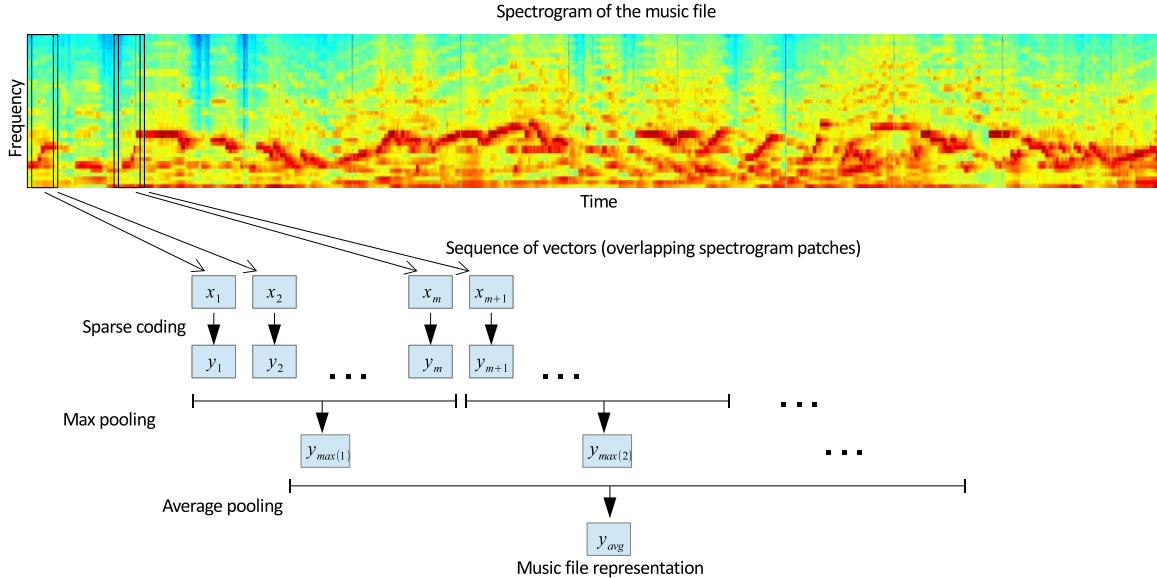 Spectrogram of the music file
Frequency
Time
Sequence of vectors (overlapping spectrogram patches)
x1 x2 xm xm+1
Sparse coding
y1 y2 ... ym ym+1 ...
Max pooling
...
ymax(1) ymax(2) ...
Average pooling
yavg
Music file representation